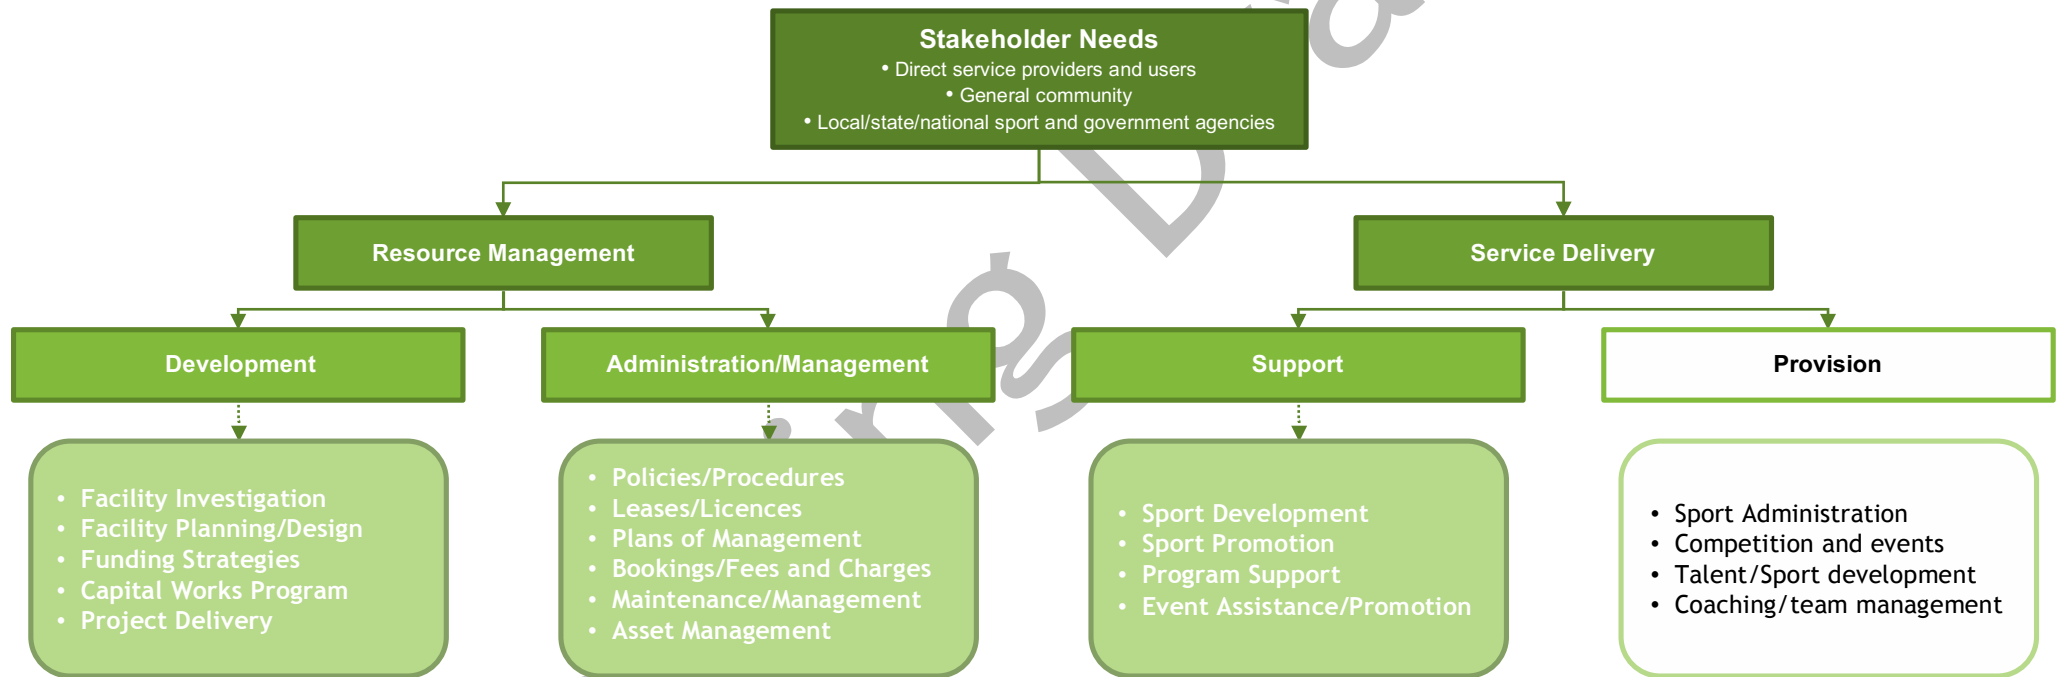 Stakeholder Needs
• Direct service providers and users
• General community
• Local/state/national sport and government agencies
Resource Management
Service Delivery
Development
Administration/Management
Support
Provision
• Facility Investigation
• Facility Planning/Design
• Funding Strategies
• Capital Works Program
• Project Delivery
• Policies/Procedures
• Leases/Licences
• Plans of Management
• Bookings/Fees and Charges
• Maintenance/Management
• Asset Management
• Sport Development
• Sport Promotion
• Program Support
• Event Assistance/Promotion
• Sport Administration
• Competition and events
• Talent/Sport development
• Coaching/team management